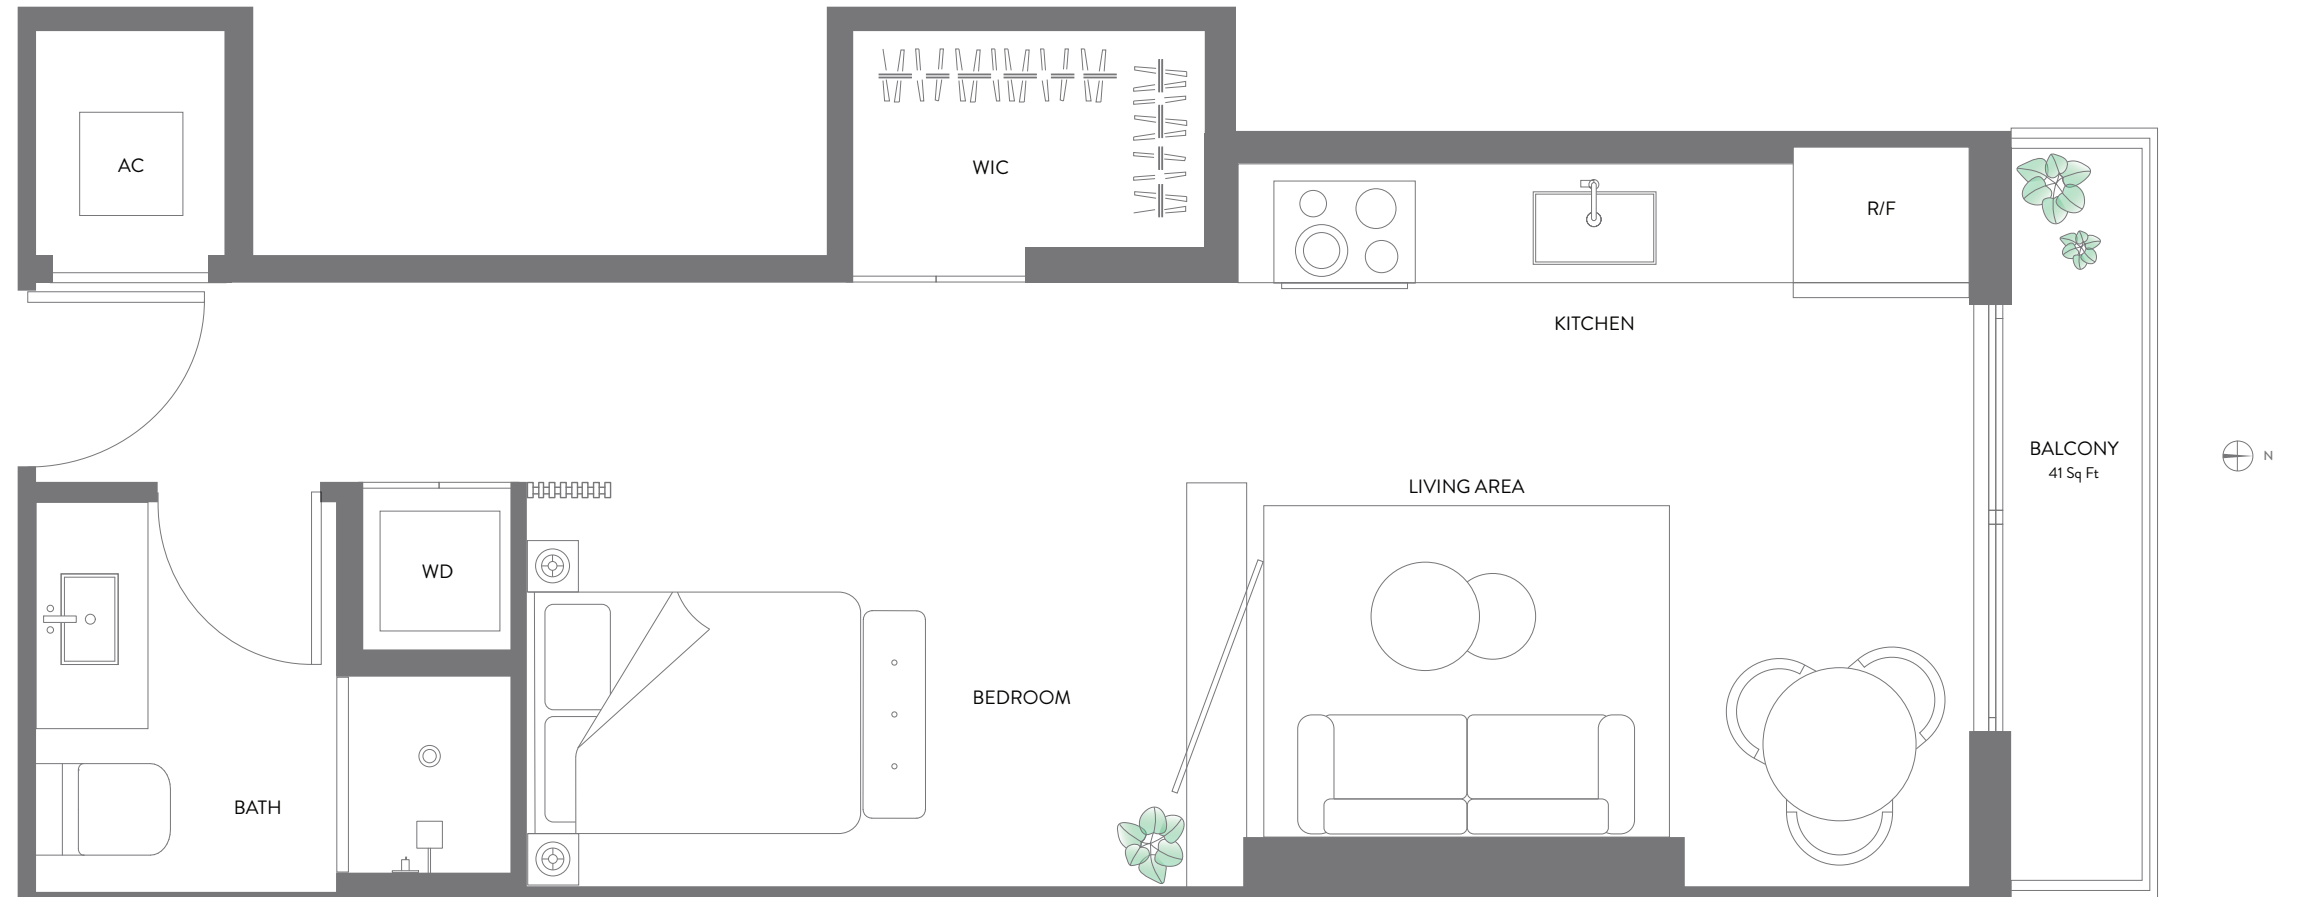 AC
WIC
R/F
KITCHEN
BALCONY
41 Sq Ft
N
LIVING AREA
WD
BEDROOM
BATH